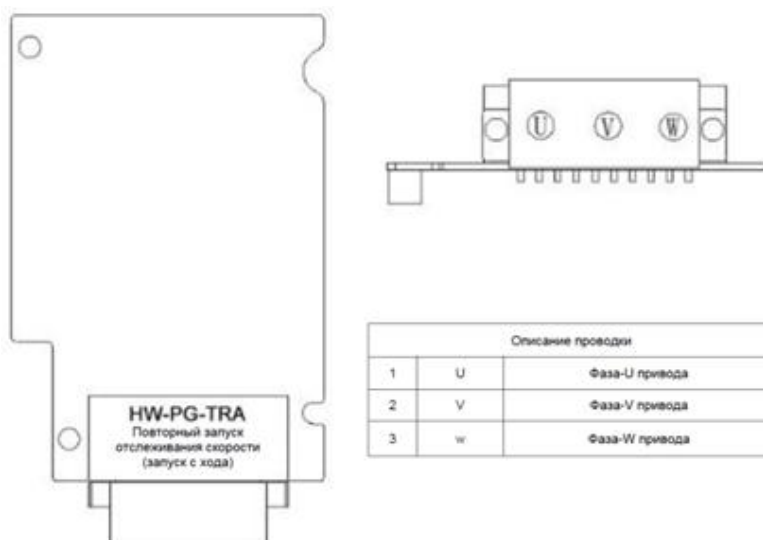 U V W
Описание проводки
1 U Фаза-U привода
2 V Фаза-V привода
3 w Фаза-W привода
HW-PG-TRA
Повторный запуск
отслеживания скорости
(запуск с хода)